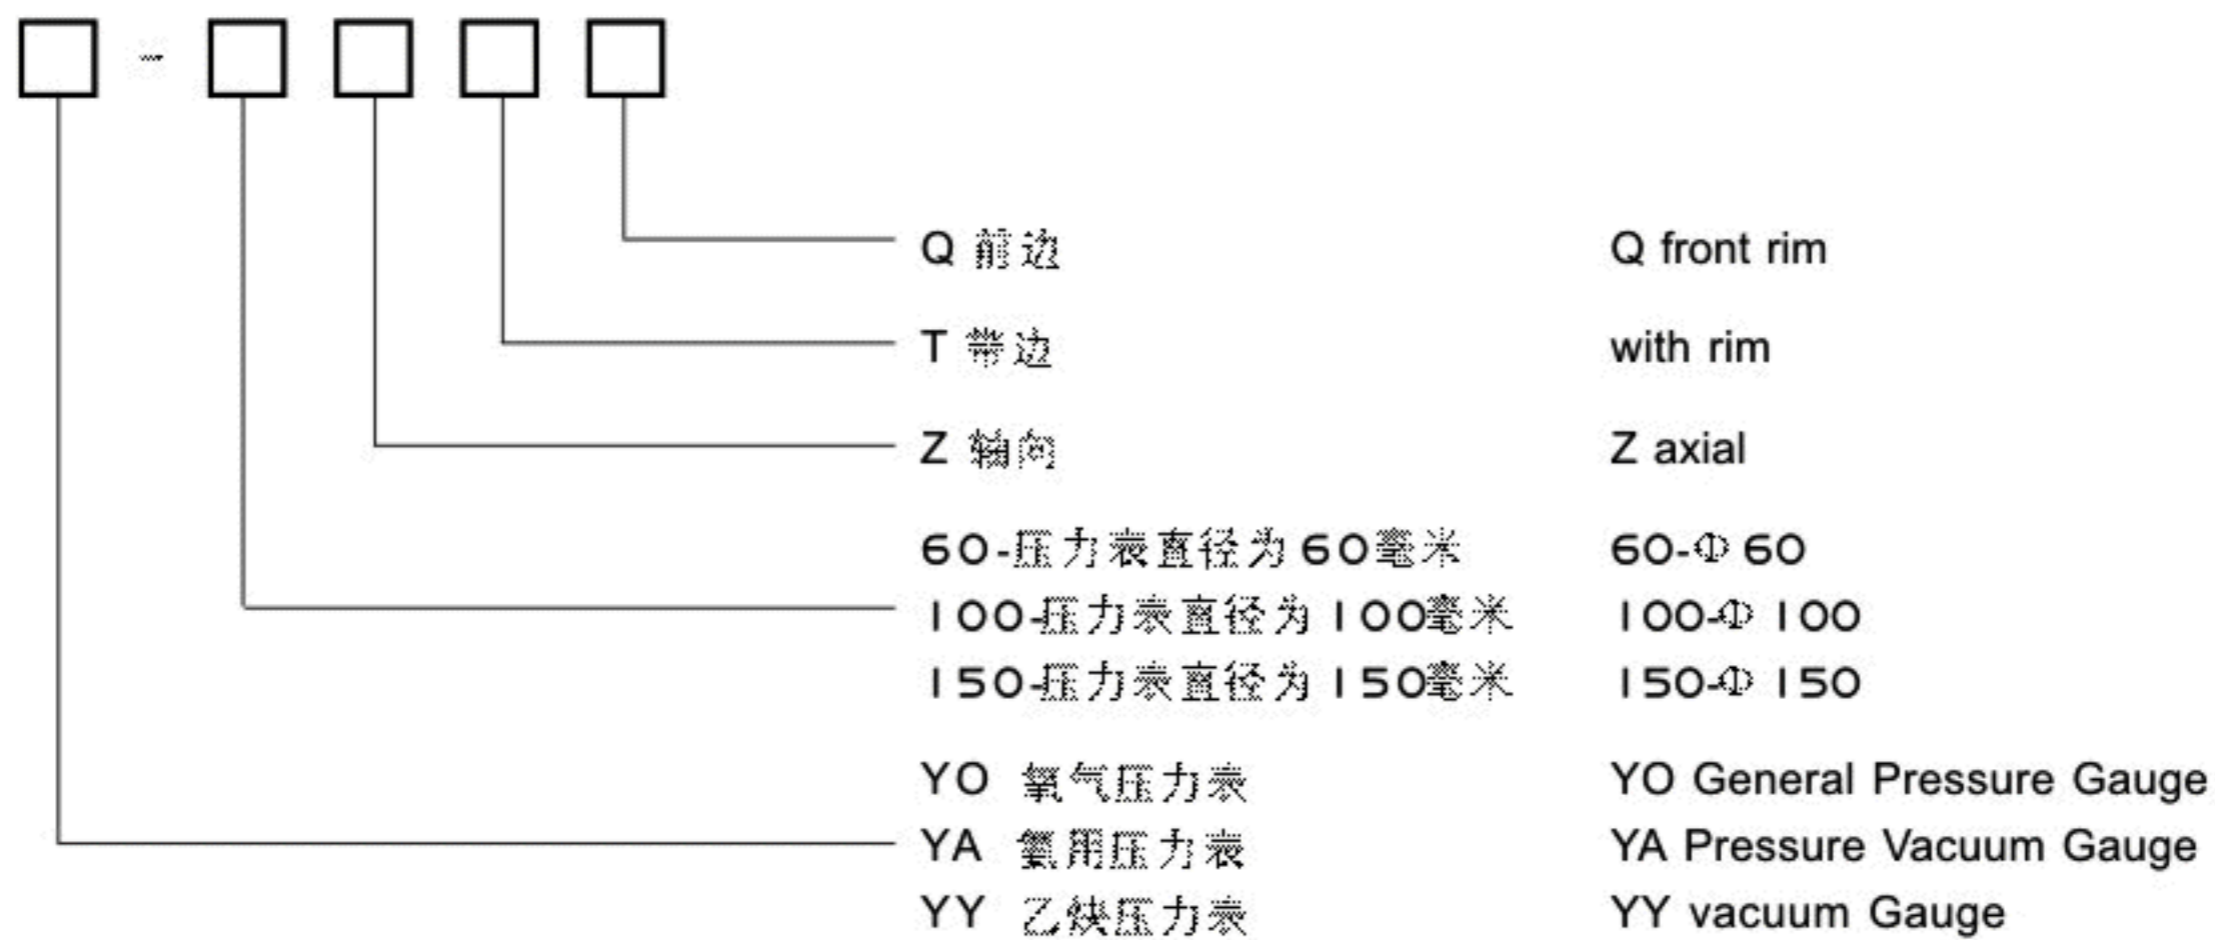 Q 前边 Q front rim
T 带边 with rim
Z 轴向 Z axial
60-压力表直径为60毫米 60-Φ 60
100-压力表直径为100毫米 100-Φ 100
150-压力表直径为150毫米 150-Φ 150
YO 氧气压力表 YO General Pressure Gauge
YA 氨用压力表 YA Pressure Vacuum Gauge
YY 乙炔压力表 YY vacuum Gauge